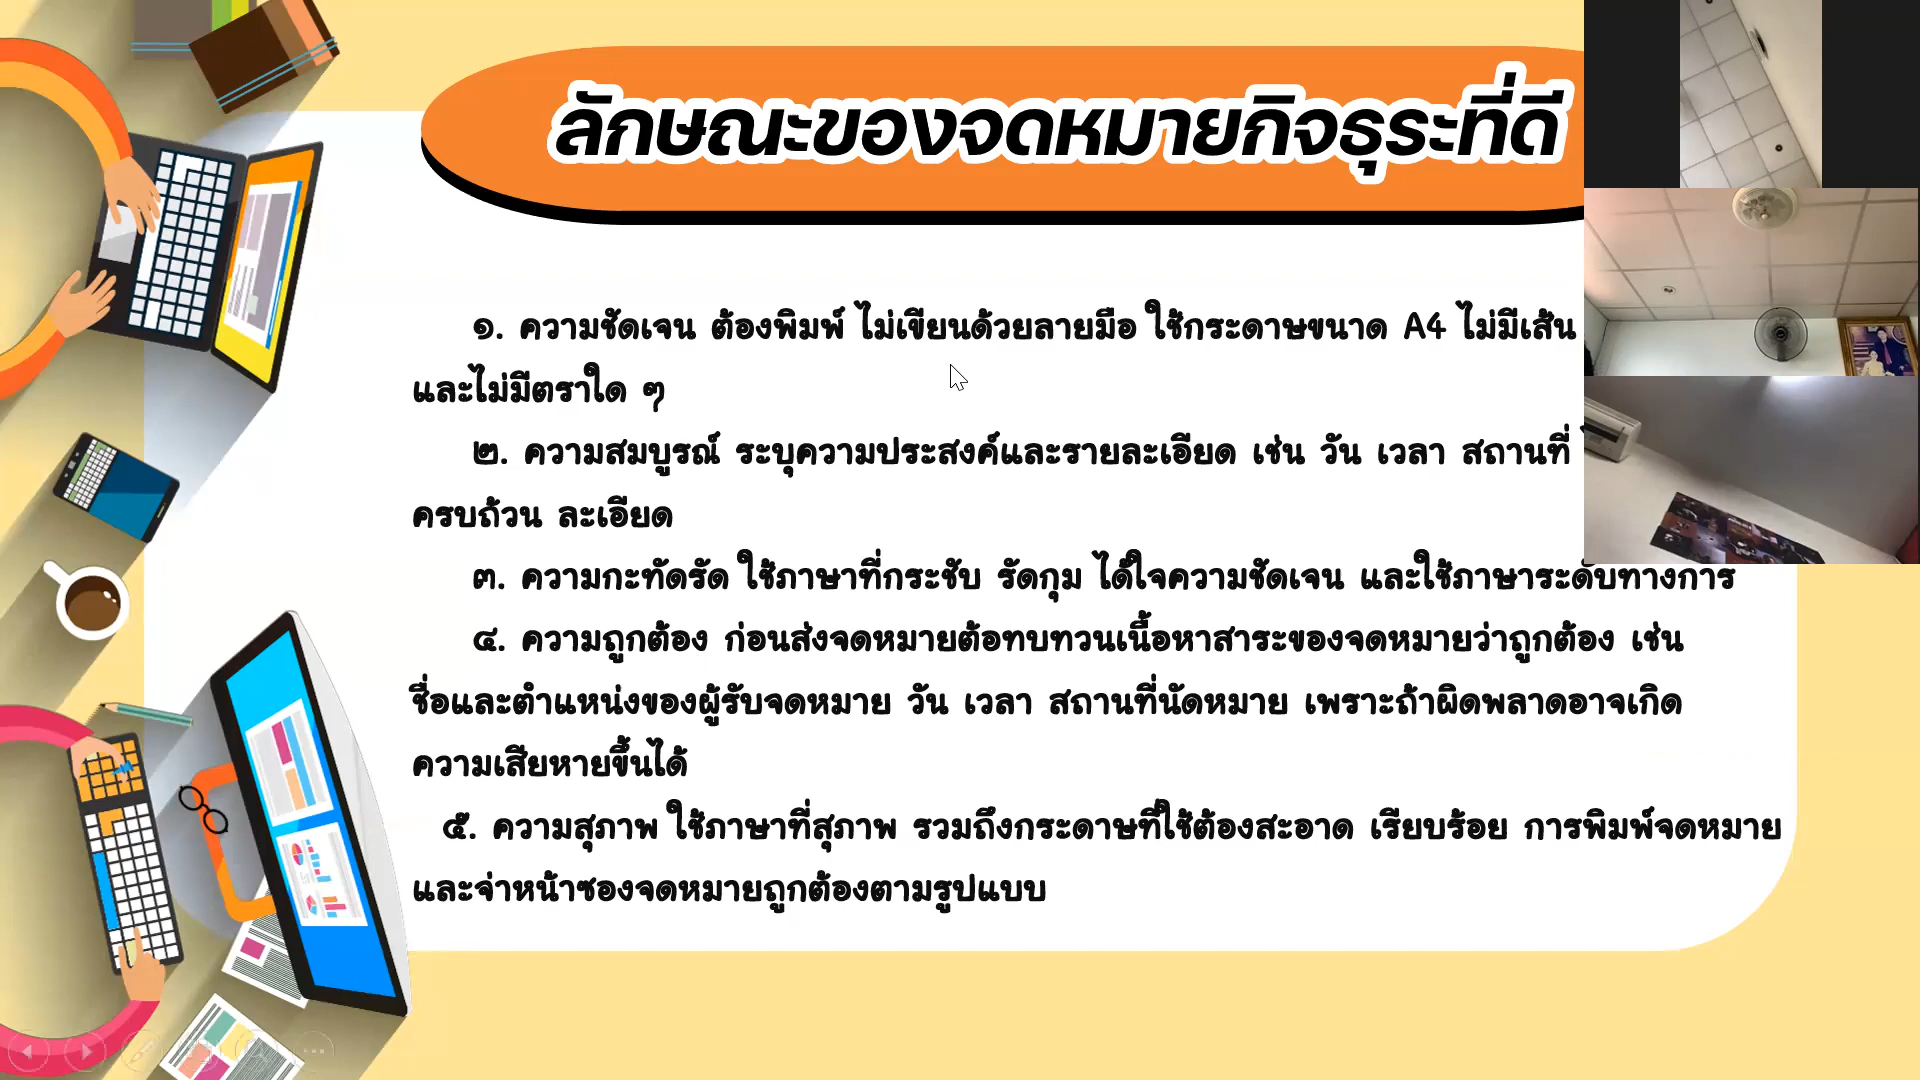 ลักษณะของจดหมายกิจธุระที่ดี
๑. ความชัดเจน ต้องพิมพ์ ไม่เขียนด้วยลายมือ ใช้กระดาษขนาด A4 ไม่มีเส้น
และไม่มีตราใด ๆ
๒. ความสมบูรณ์ ระบุความประสงค์และรายละเอียด เช่น วัน เวลา สถานที่
ครบถ้วน ละเอียด
๓. ความกะทัดรัด ใช้ภาษาที่กระชับ รัดกุม ได้ใจความชัดเจน และใช้ภาษาระดับทางการ
๔. ความถูกต้อง ก่อนส่งจดหมายต้อทบทวนเนื้อหาสาระของจดหมายว่าถูกต้อง เช่น
ชื่อและตำแหน่งของผู้รับจดหมาย วัน เวลา สถานที่นัดหมาย เพราะถ้าผิดพลาดอาจเกิด
ความเสียหายขึ้นได้
๕. ความสุภาพ ใช้ภาษาที่สุภาพ รวมถึงกระดาษที่ใช้ต้องสะอาด เรียบร้อย การพิมพ์จดหมาย
และจ่าหน้าซองจดหมายถูกต้องตามรูปแบบ